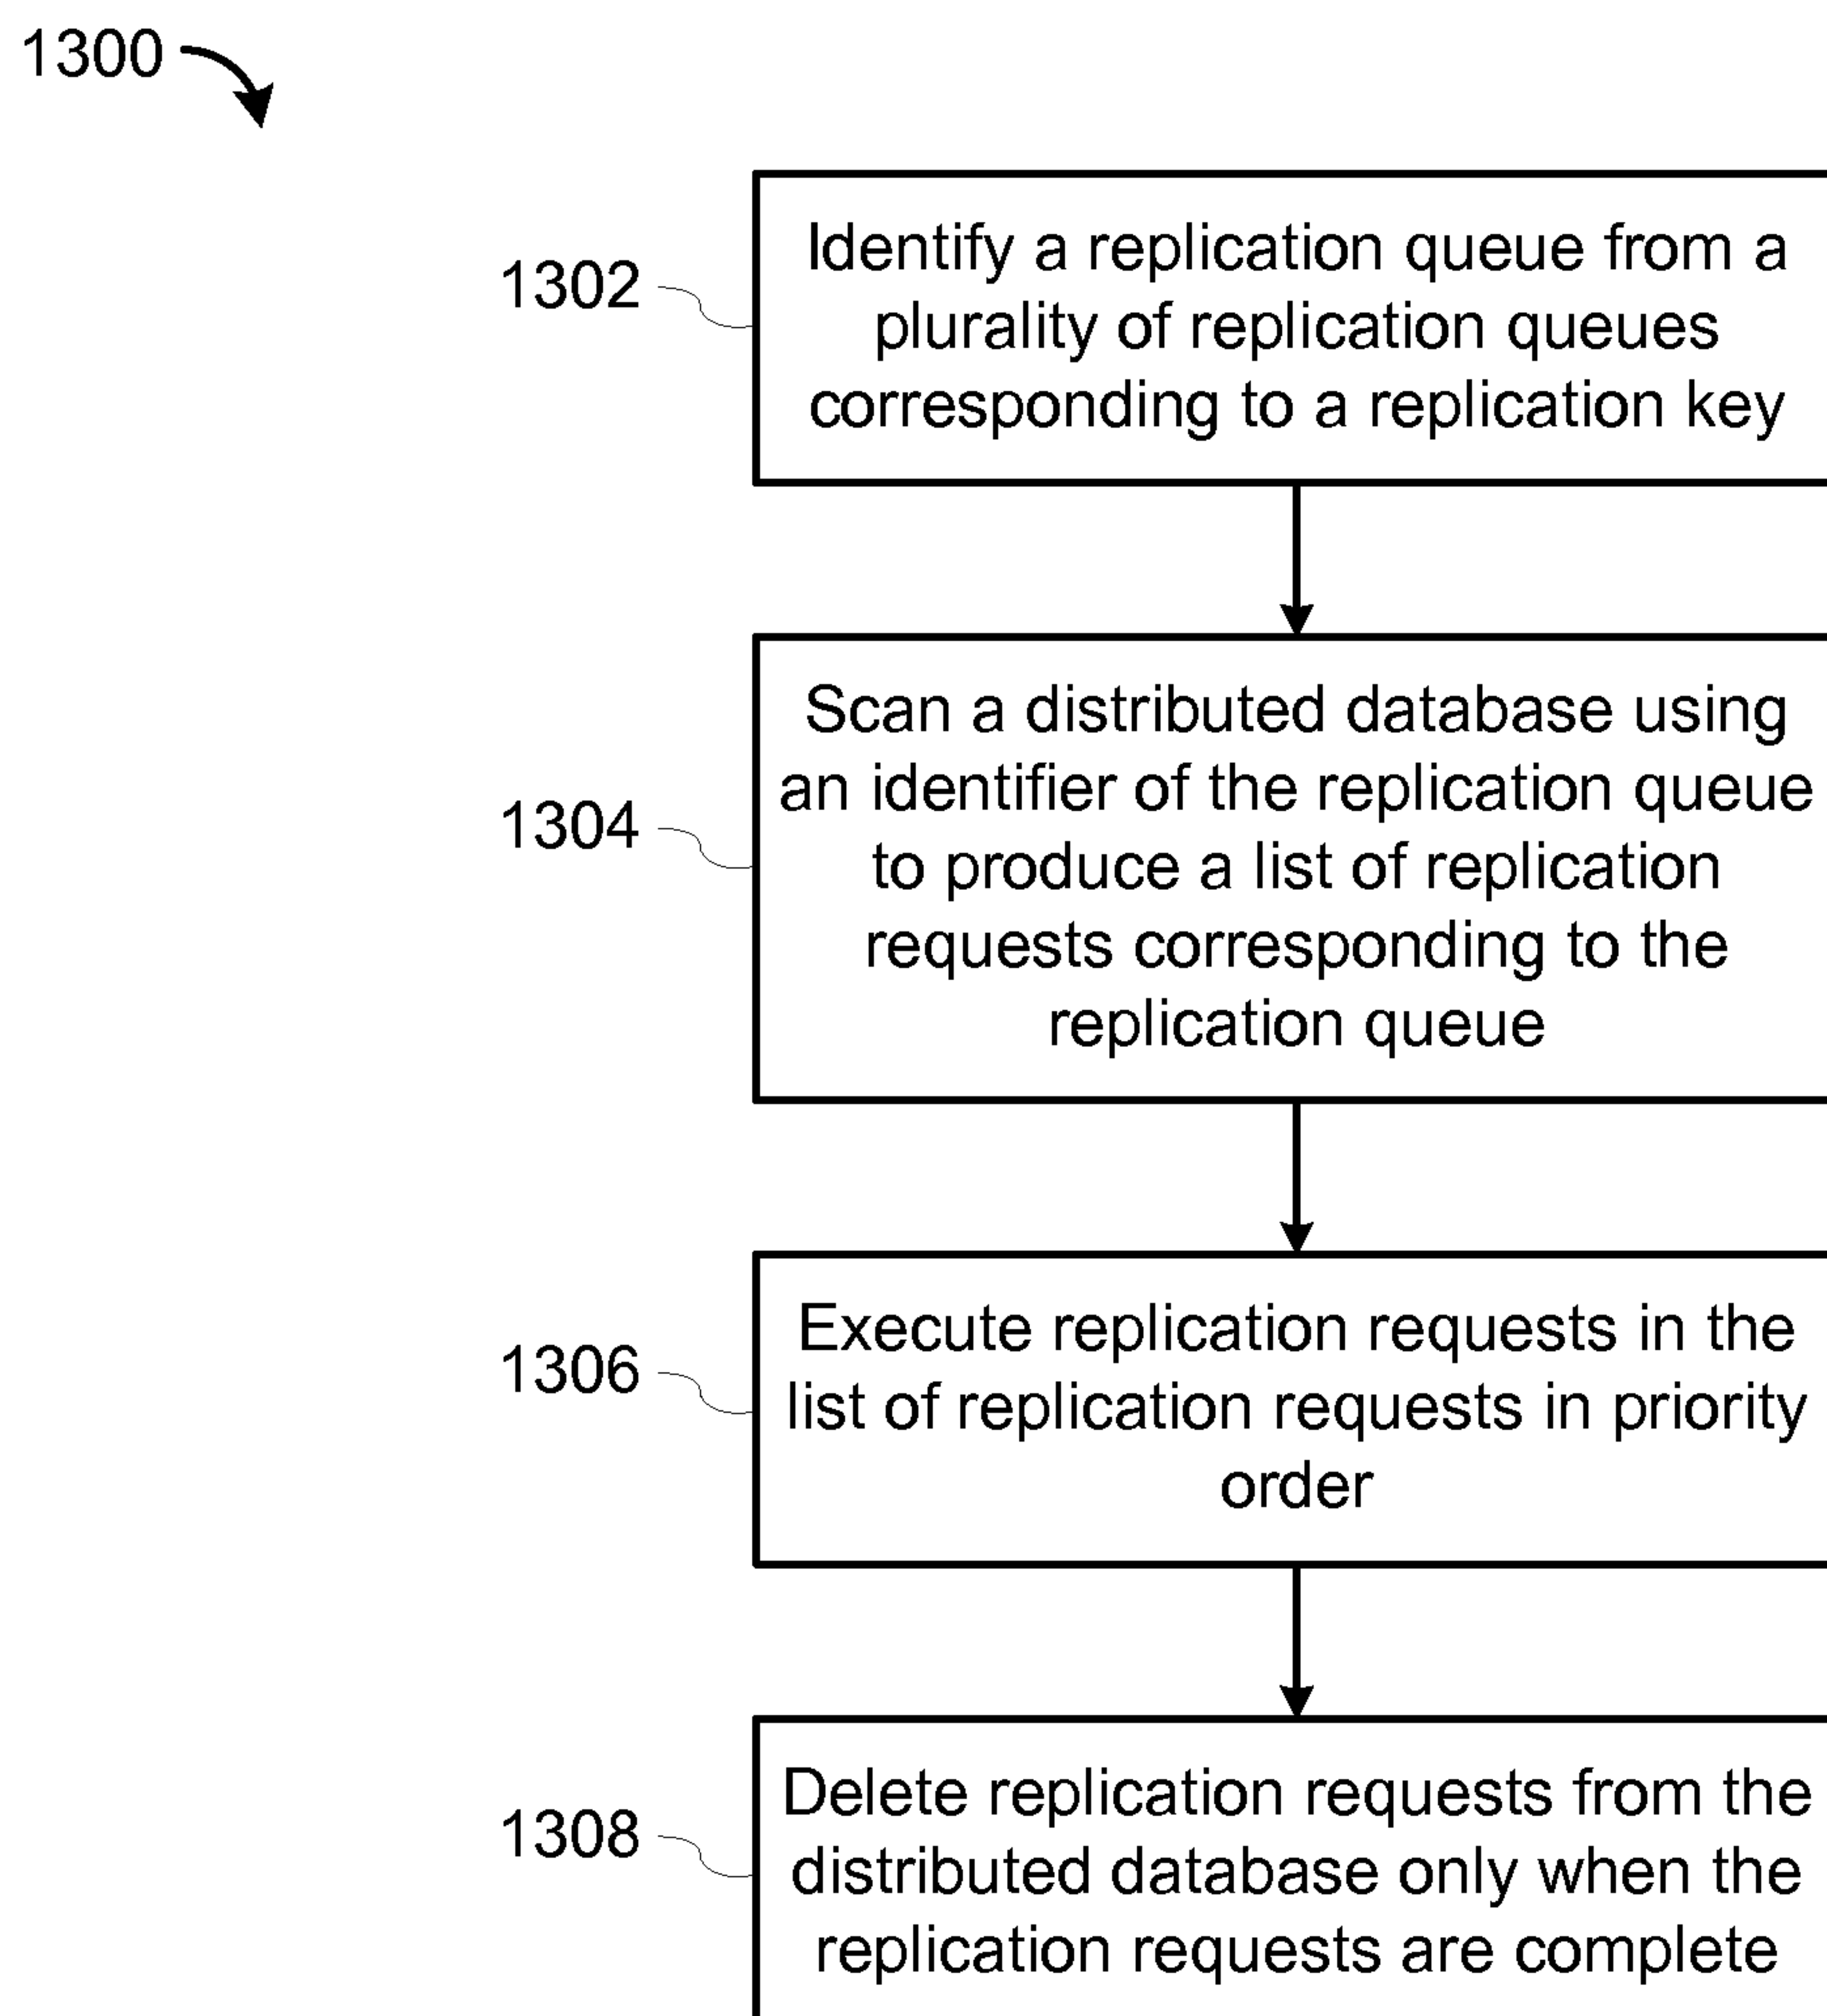 1300
1302
Identify a replication queue from a
plurality of replication queues
corresponding to a replication key
1304
Scan a distributed database using
an identifier of the replication queue
to produce a list of replication
requests corresponding to the
replication queue
1306
Execute replication requests in the
list of replication requests in priority
order
1308
Delete replication requests from the
distributed database only when the
replication requests are complete